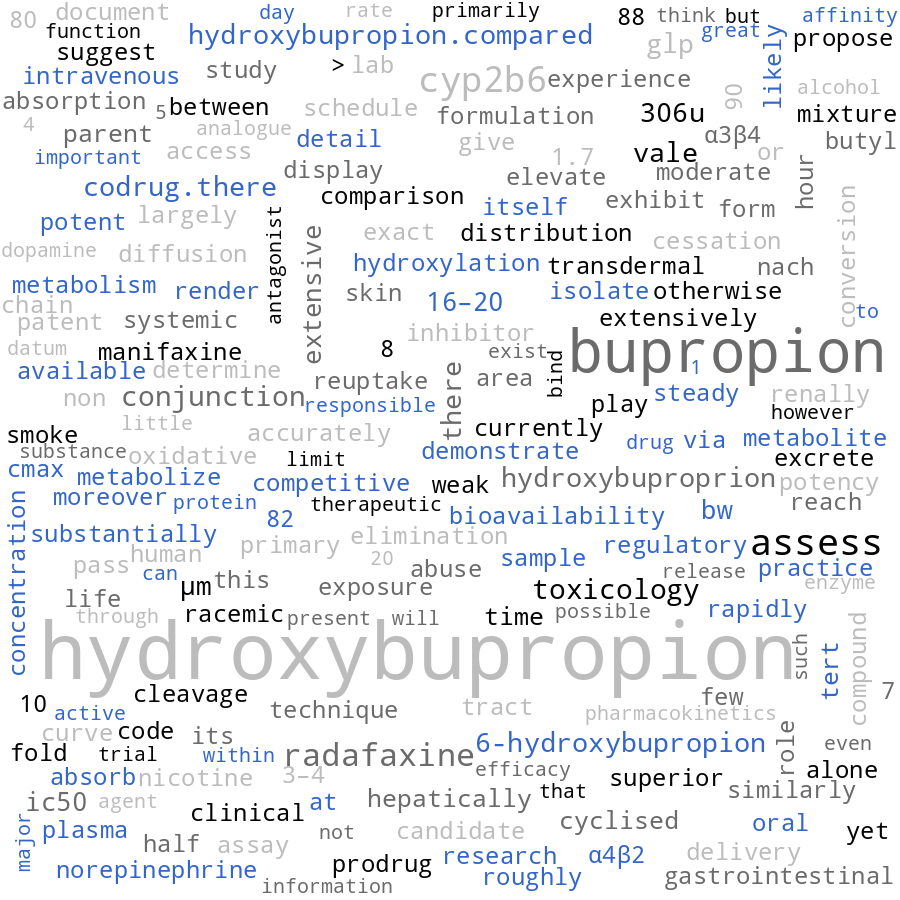 80 document day rate primarily 88 think but affinity
function hydroxybupropion.compared glp great propose
suggest > lab likely
intravenous study cyp2b6 experience 90 alcohol
absorption 5 between schedule formulation 306u mixture
4 parent analogue detail give α3β4 or butyl
important access display 1.7 vale moderate hour
codrug.there comparison elevate exhibit form conversion
potent largely antagonist itself
dopamine diffusion extensive exact distribution cessation
metabolism render skin hydroxylation transdermal nach
chain 16–20 isolate otherwise to
patent systemic inhibitor extensively
datum manifaxine 8 exist bind bupropion 1
available determine reuptake area
non conjunction responsible there play steady renally
little however
smoke accurately currently drug via metabolite
substance oxidative limit demonstrate excrete
cmax metabolize competitive weak hydroxybuproprion potency
moreover protein therapeutic reach
concentration substantially 82 bioavailability bw
human primary elimination regulatory assess
pass can 20 sample release practice
μm this exposure abuse toxicology enzyme
life racemic present will time possible rapidly
through
hydroxybupropion such tert compound
10 cleavage few 7
active technique tract pharmacokinetics
curve code its role
fold trial within radafaxine 6-hydroxybupropion even
absorb nicotine 3–4 efficacy superior alone
ic50 agent clinical at hepatically that similarly
major plasma half assay not candidate cyclised oral yet
norepinephrine prodrug research α4β2 delivery
information roughly gastrointestinal